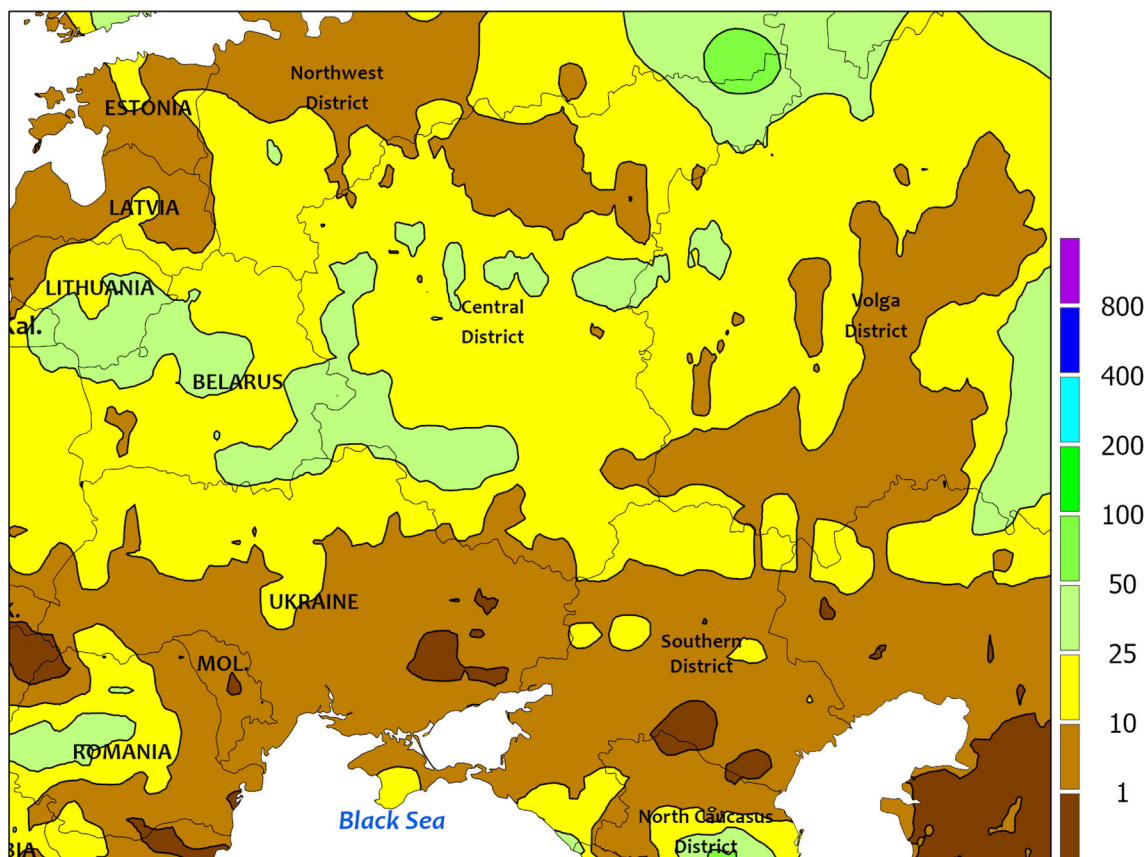 Northwest
District
ESTONIA
LATVIA
LITHUANIA
Kal.
Central
District
Volga
District
BELARUS
UKRAINE
MOL.
Southern
District
ROMANIA
Black Sea
North Caucasus
District
800
400
200
100
50
25
10
1